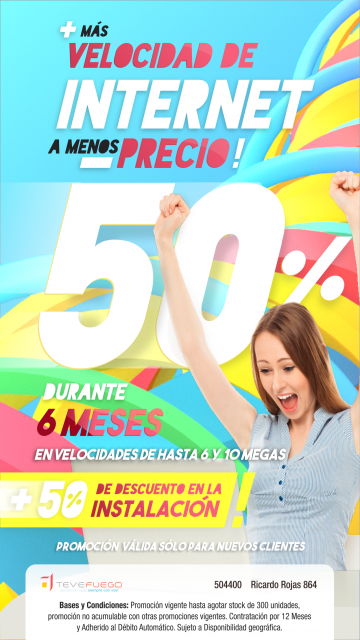 + MÁS
VELOCIDAD DE
INTERNET
A MENOS PRECIO!
50%
DURANTE
6 MESES
EN VELOCIDADES DE HASTA 6 Y 10 MEGAS
+50% DE DESCUENTO EN LA
INSTALACIÓN !
PROMOCIÓN VÁLIDA SÓLO PARA NUEVOS CLIENTES
TEVEFUEGO
504400 Ricardo Rojas 864
Bases y Condiciones: Promoción vigente hasta agotar stock de 300 unidades,
promoción no acumulable con otras promociones vigentes. Contratación por 12 Meses
y Adherido al Débito Automático. Sujeto a Disponibilidad geográfica.